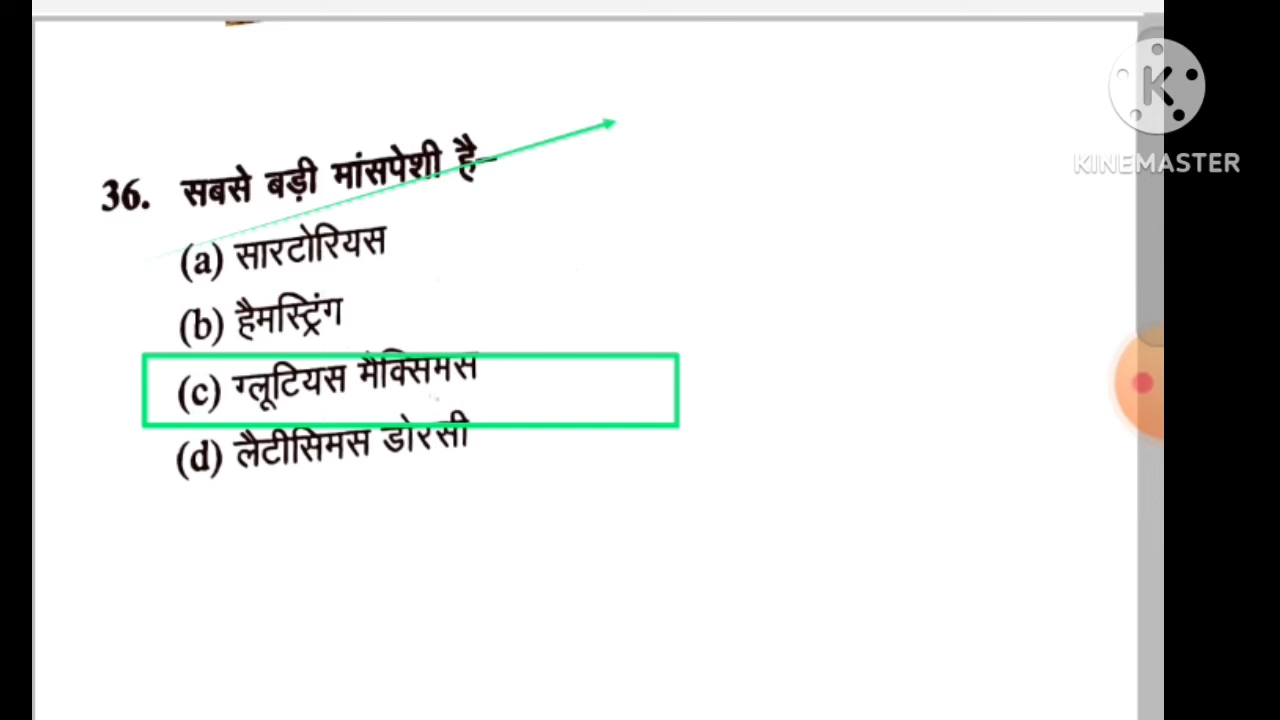 KINEMASTER
36. सबसे बड़ी मांसपेशी है–
(a) सारटोरियस
(b) हैमस्ट्रिंग
(c) ग्लूटियस मैक्सिमस
(d) लैटीसिमस डोरसी